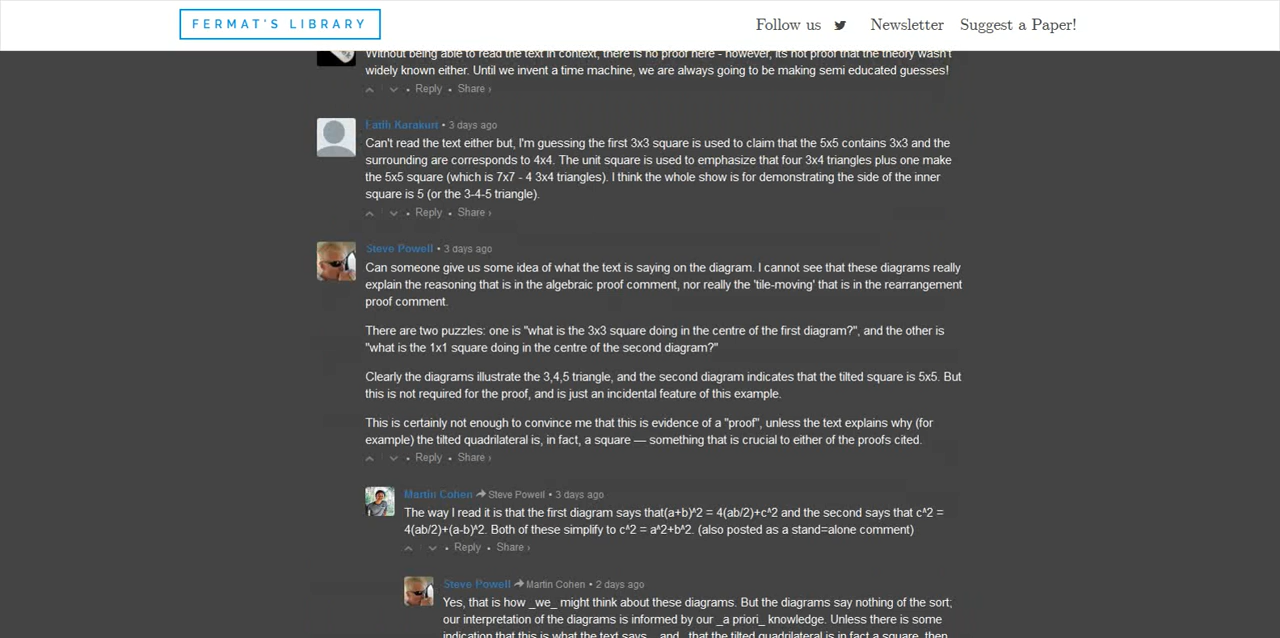 FERMAT'S LIBRARY
Follow us
Newsletter
Suggest a Paper!
Without being able to read the text in context, there is no proof here - however, its not proof that the theory wasn't
widely known either. Until we invent a time machine, we are always going to be making semi educated guesses!
• Reply • Share ›
Fatih Karakurt • 3 days ago
Can't read the text either but, I'm guessing the first 3x3 square is used to claim that the 5x5 contains 3x3 and the
surrounding are corresponds to 4x4. The unit square is used to emphasize that four 3x4 triangles plus one make
the 5x5 square (which is 7x7 - 4 3x4 triangles). I think the whole show is for demonstrating the side of the inner
square is 5 (or the 3-4-5 triangle).
• Reply • Share ›
Steve Powell • 3 days ago
Can someone give us some idea of what the text is saying on the diagram. I cannot see that these diagrams really
explain the reasoning that is in the algebraic proof comment, nor really the 'tile-moving' that is in the rearrangement
proof comment.
There are two puzzles: one is "what is the 3x3 square doing in the centre of the first diagram?", and the other is
"what is the 1x1 square doing in the centre of the second diagram?"
Clearly the diagrams illustrate the 3,4,5 triangle, and the second diagram indicates that the tilted square is 5x5. But
this is not required for the proof, and is just an incidental feature of this example.
This is certainly not enough to convince me that this is evidence of a "proof", unless the text explains why (for
example) the tilted quadrilateral is, in fact, a square — something that is crucial to either of the proofs cited.
• Reply • Share ›
Martin Cohen Steve Powell • 3 days ago
The way I read it is that the first diagram says that(a+b)^2 = 4(ab/2)+c^2 and the second says that c^2 =
4(ab/2)+(a-b)^2. Both of these simplify to c^2 = a^2+b^2. (also posted as a stand=alone comment)
• Reply • Share ›
Steve Powell Martin Cohen • 2 days ago
Yes, that is how _we_ might think about these diagrams. But the diagrams say nothing of the sort;
our interpretation of the diagrams is informed by our _a priori_ knowledge. Unless there is some
indication that this is what the text says _and_ that the tilted quadrilateral is in fact a square, then